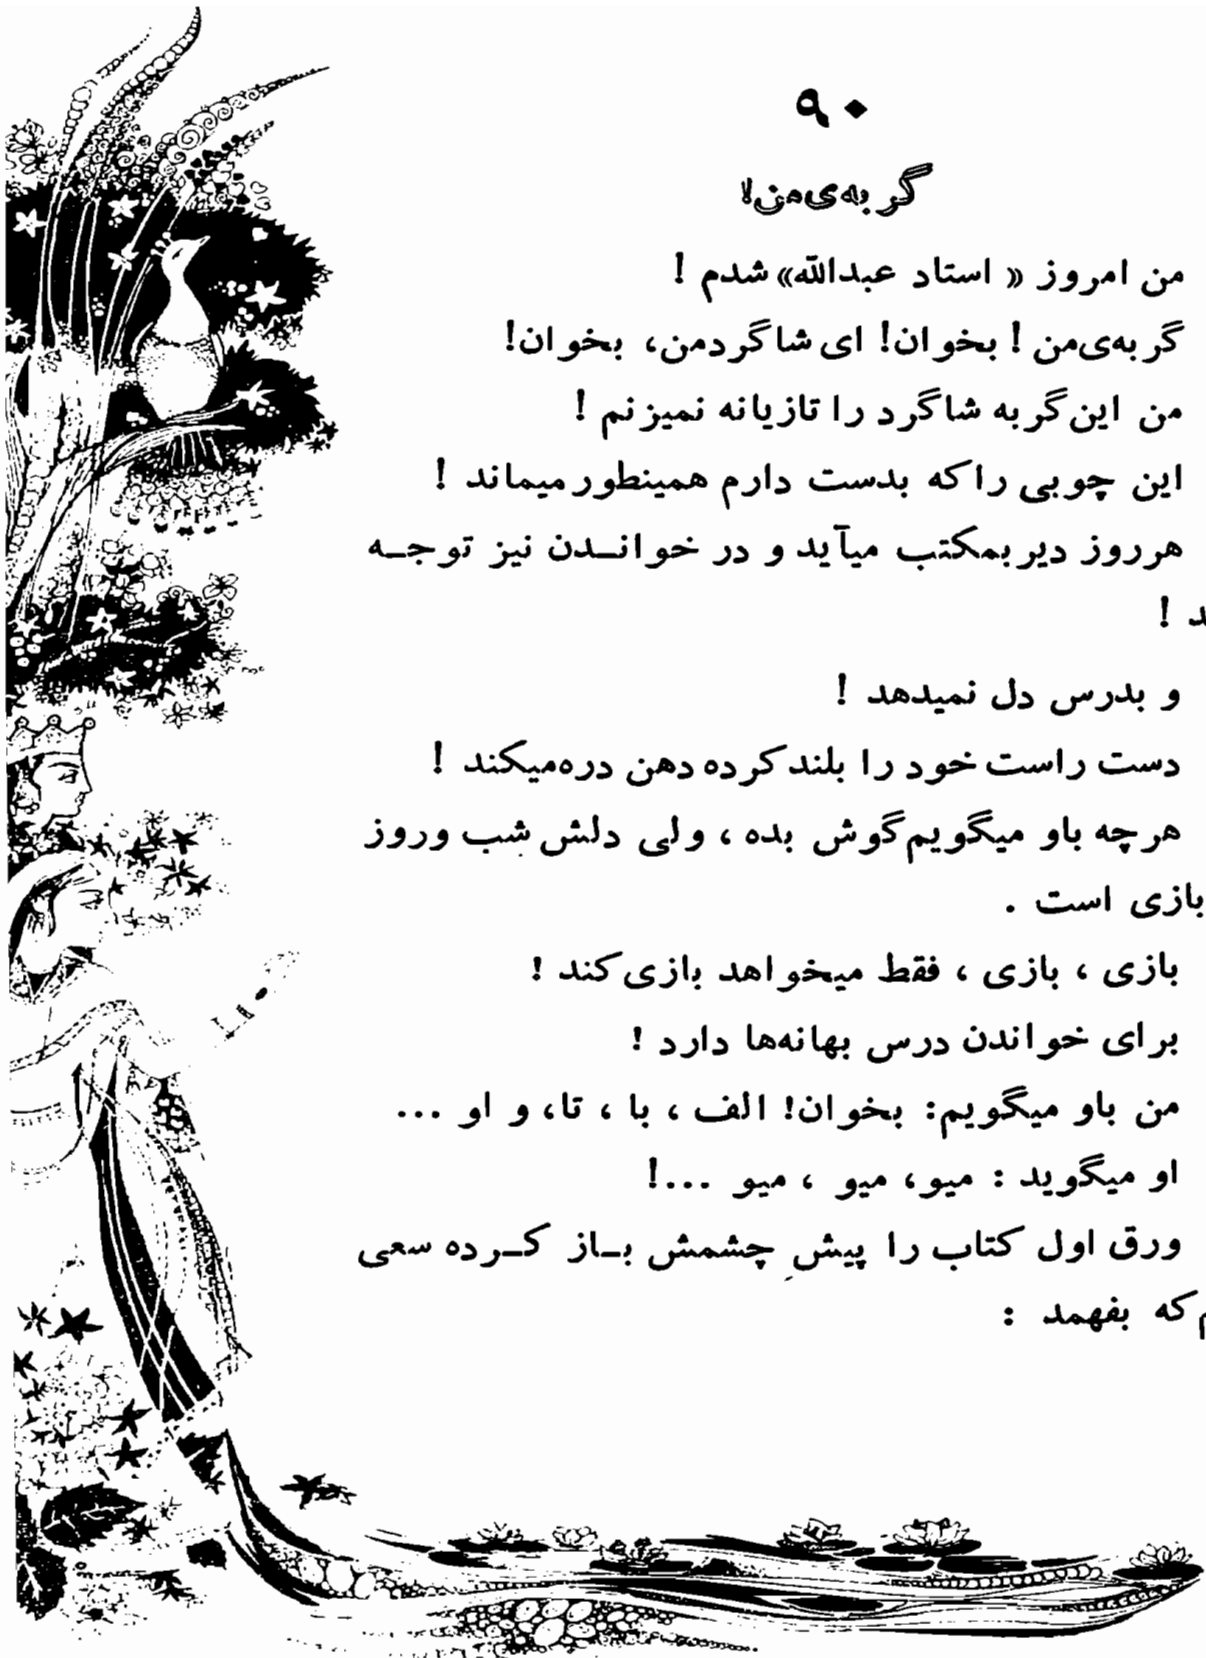 ۹۰
گربه‌ی‌من!
من امروز « استاد عبدالله» شدم !
گربه‌ی‌من ! بخوان! ای شاگردمن، بخوان!
من این گربه شاگرد را تازیانه نمیزنم !
این چوبی را که بدست دارم همینطور میماند !
هرروز دیر بمکتب میآید و در خوانــدن نیز توجــه
!
و بدرس دل نمیدهد !
دست راست خود را بلند کرده دهن دره‌میکند !
هرچه باو میگویم گوش بده ، ولی دلش شب وروز
بازی است .
بازی ، بازی ، فقط میخواهد بازی کند !
برای خواندن درس بهانه‌ها دارد !
من باو میگویم: بخوان! الف ، با ، تا، و او ...
او میگوید : میو، میو ، میو ...!
ورق اول کتاب را پیشِ چشمش بــاز کــرده سعی
که بفهمد :